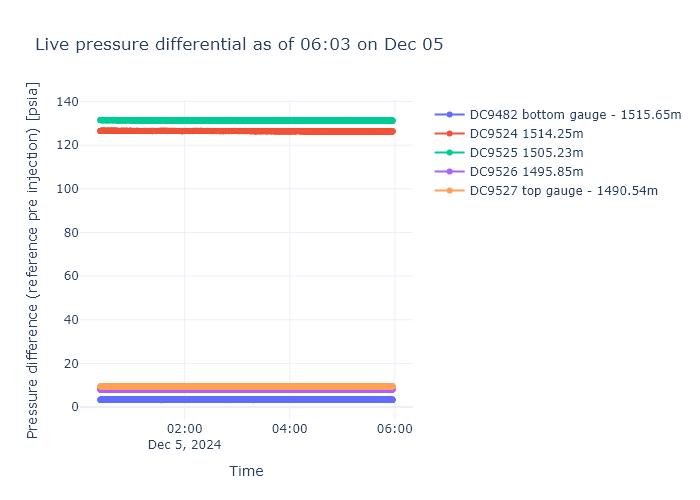 Live pressure differential as of 06:03 on Dec 05
Pressure difference (reference pre injection) [psia]
140
120
100
80
60
40
20
0
02:00
04:00
06:00
Dec 5, 2024
Time
DC9482 bottom gauge - 1515.65m
DC9524 1514.25m
DC9525 1505.23m
DC9526 1495.85m
DC9527 top gauge - 1490.54m